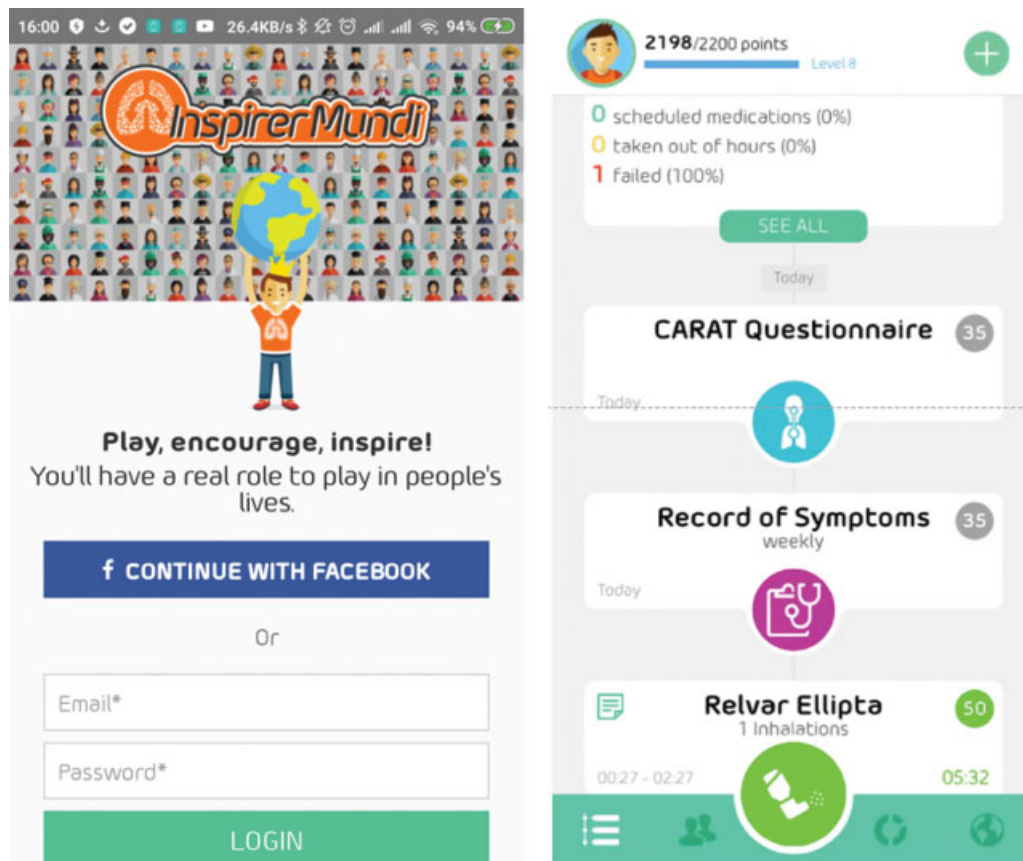 16:00 26.4KB/s 94%
InspirerMundi
Play, encourage, inspire!
You'll have a real role to play in people's
lives.
f CONTINUE WITH FACEBOOK
Or
Email*
Password*
LOGIN
2198/2200 points
Level 8
0 scheduled medications (0%)
0 taken out of hours (0%)
1 failed (100%)
SEE ALL
Today
CARAT Questionnaire 35
Today
Record of Symptoms 35
weekly
Today
Relvar Ellipta 50
1 Inhalations
00:27 - 02:27 05:32